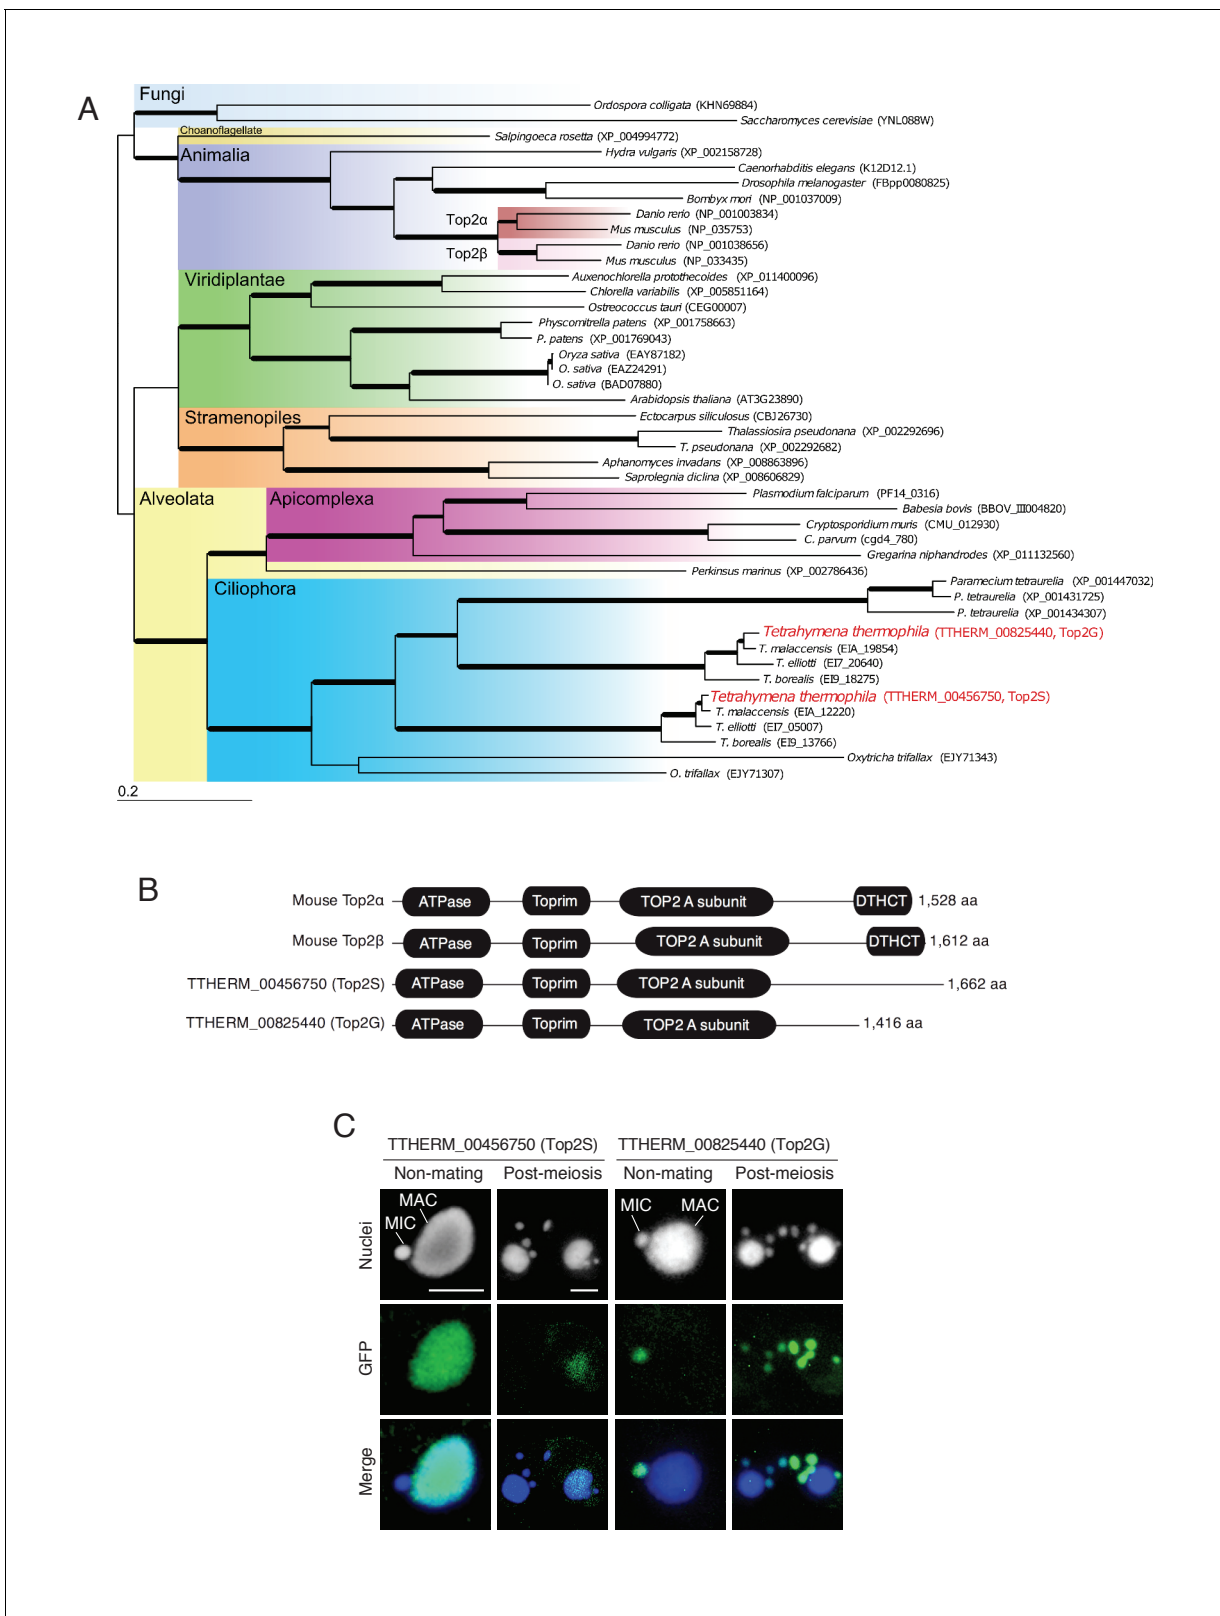 A
Fungi
Ordospora colligata (KHN69884)
Saccharomyces cerevisiae (YNL088W)
Choanoflagellate
Salpingoeca rosetta (XP_004994772)
Animalia
Hydra vulgaris (XP_002158728)
Caenorhabditis elegans (K12D12.1)
Drosophila melanogaster (FBpp0080825)
Bombyx mori (NP_001037009)
Top2α
Danio rerio (NP_001003834)
Mus musculus (NP_035753)
Top2β
Danio rerio (NP_001038656)
Mus musculus (NP_033435)
Viridiplantae
Auxenochlorella protothecoides (XP_011400096)
Chlorella variabilis (XP_005851164)
Ostreococcus tauri (CEG00007)
Physcomitrella patens (XP_001758663)
P. patens (XP_001769043)
Oryza sativa (EAY87182)
O. sativa (EAZ24291)
O. sativa (BAD07880)
Arabidopsis thaliana (AT3G23890)
Stramenopiles
Ectocarpus siliculosus (CBJ26730)
Thalassiosira pseudonana (XP_002292696)
T. pseudonana (XP_002292682)
Aphanomyces invadans (XP_008863896)
Saprolegnia diclina (XP_008606829)
Alveolata
Apicomplexa
Plasmodium falciparum (PF14_0316)
Babesia bovis (BBOV_III004820)
Cryptosporidium muris (CMU_012930)
C. parvum (cgd4_780)
Gregarina niphandrodes (XP_011132560)
Perkinsus marinus (XP_002786436)
Ciliophora
Paramecium tetraurelia (XP_001447032)
P. tetraurelia (XP_001431725)
P. tetraurelia (XP_001434307)
Tetrahymena thermophila (TTHERM_00825440, Top2G)
T. malaccensis (EIA_19854)
T. elliotti (EI7_20640)
T. borealis (EI9_18275)
Tetrahymena thermophila (TTHERM_00456750, Top2S)
T. malaccensis (EIA_12220)
T. elliotti (EI7_05007)
T. borealis (EI9_13766)
Oxytricha trifallax (EJY71343)
O. trifallax (EJY71307)
0.2
B
Mouse Top2α ATPase Toprim TOP2 A subunit DTHCT 1,528 aa
Mouse Top2β ATPase Toprim TOP2 A subunit DTHCT 1,612 aa
TTHERM_00456750 (Top2S) ATPase Toprim TOP2 A subunit 1,662 aa
TTHERM_00825440 (Top2G) ATPase Toprim TOP2 A subunit 1,416 aa
C
TTHERM_00456750 (Top2S) TTHERM_00825440 (Top2G)
Non-mating Post-meiosis Non-mating Post-meiosis
Nuclei
MAC
MIC
MIC
MAC
GFP
Merge